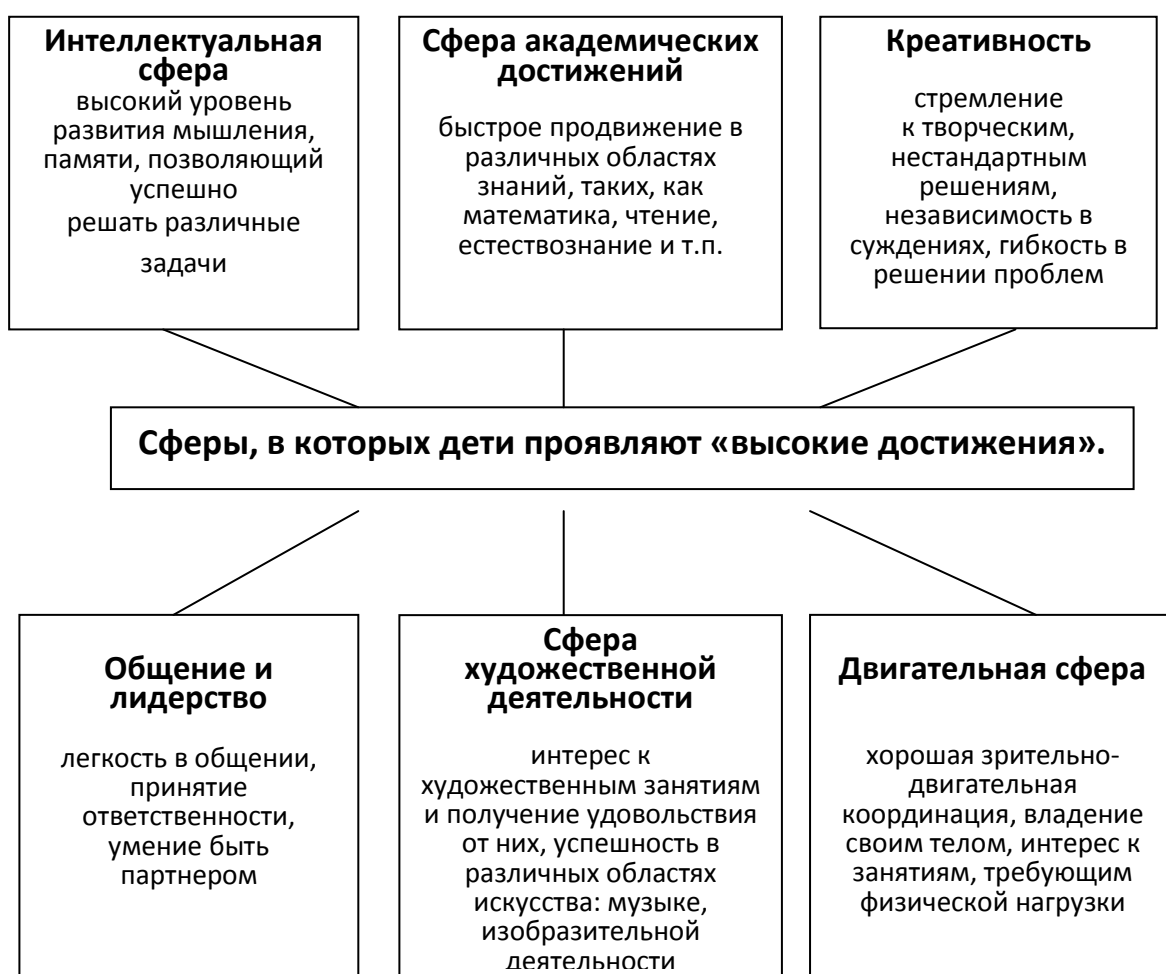 Интеллектуальная
сфера
высокий уровень
развития мышления,
памяти, позволяющий
успешно
решать различные
задачи
Сфера академических
достижений
быстрое продвижение в
различных областях
знаний, таких, как
математика, чтение,
естествознание и т.п.
Креативность
стремление
к творческим,
нестандартным
решениям,
независимость в
суждениях, гибкость в
решении проблем
Сферы, в которых дети проявляют «высокие достижения».
Общение и
лидерство
легкость в общении,
принятие
ответственности,
умение быть
партнером
Сфера
художественной
деятельности
интерес к
художественным занятиям
и получение удовольствия
от них, успешность в
различных областях
искусства: музыке,
изобразительной
деятельности
Двигательная сфера
хорошая зрительно-
двигательная
координация, владение
своим телом, интерес к
занятиям, требующим
физической нагрузки